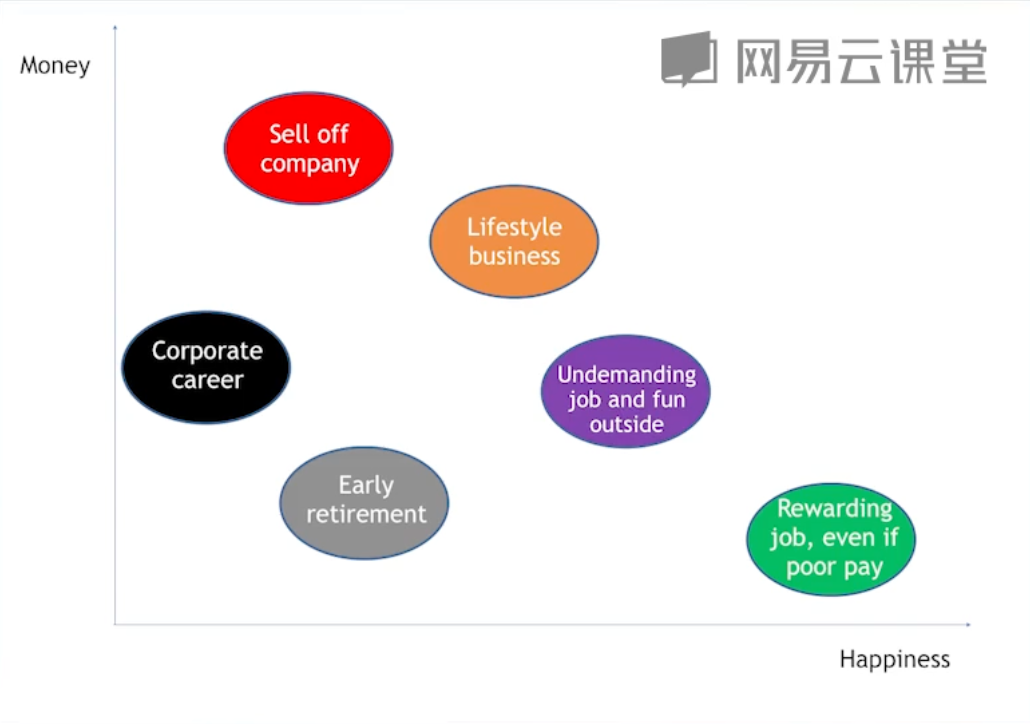 Money
网易云课堂
Sell off
company
Lifestyle
business
Corporate
career
Undemanding
job and fun
outside
Early
retirement
Rewarding
job, even if
poor pay
Happiness